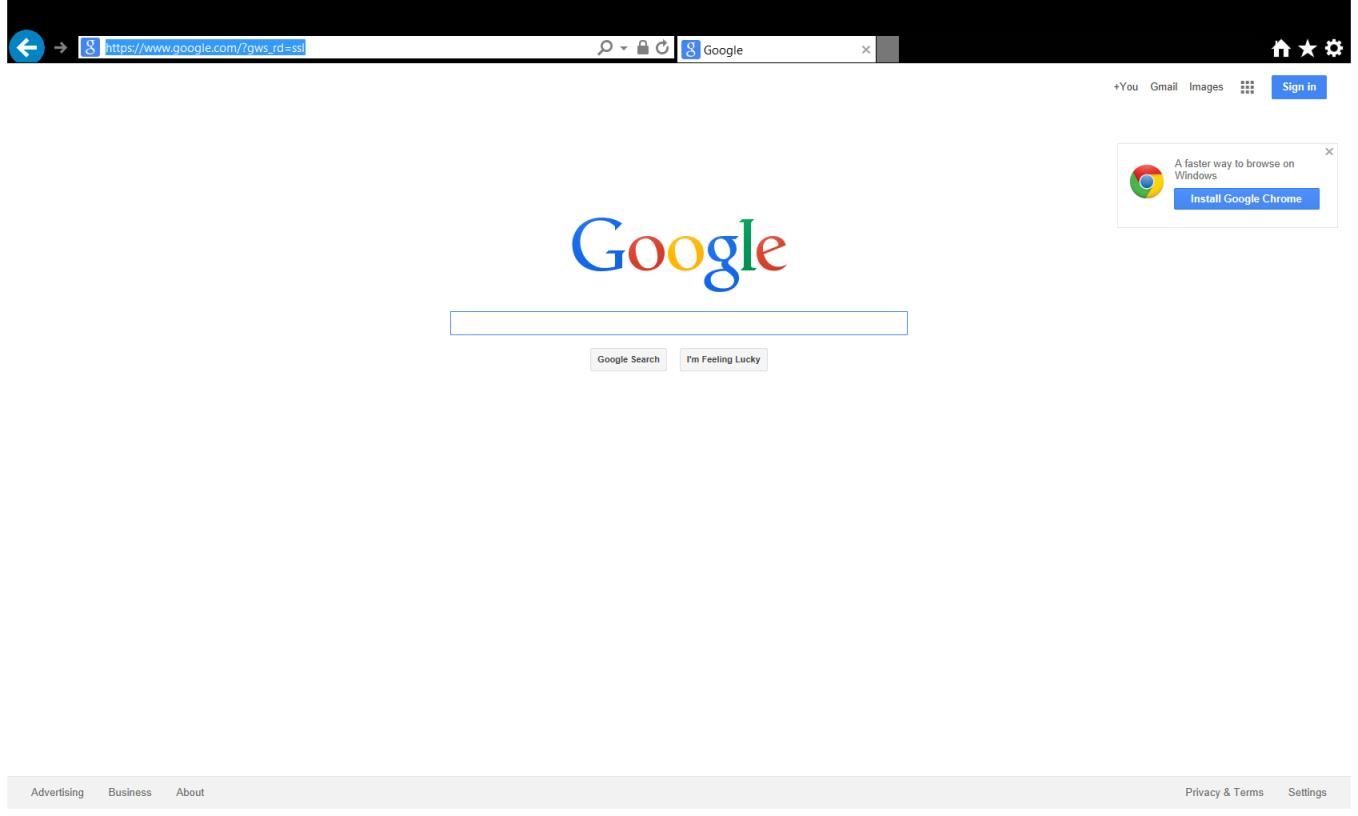 https://www.google.com/?gws_rd=ssl
Google
+You Gmail Images Sign in
A faster way to browse on
Windows
Install Google Chrome
Google
Google Search I'm Feeling Lucky
Advertising Business About Privacy & Terms Settings